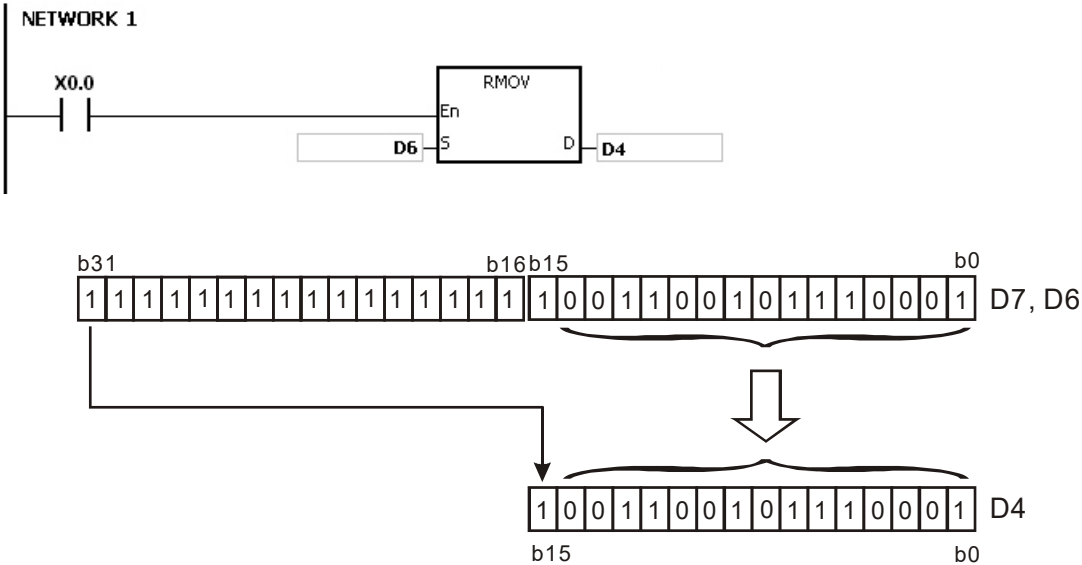 NETWORK 1
X0.0
RMOV
En
D6 S D D4
b31 b16 b15 b0
1 1 1 1 1 1 1 1 1 1 1 1 1 1 1 1 1 0 0 1 1 0 0 1 0 1 1 1 0 0 0 1 D7, D6
1 0 0 1 1 0 0 1 0 1 1 1 0 0 0 1 D4
b15 b0